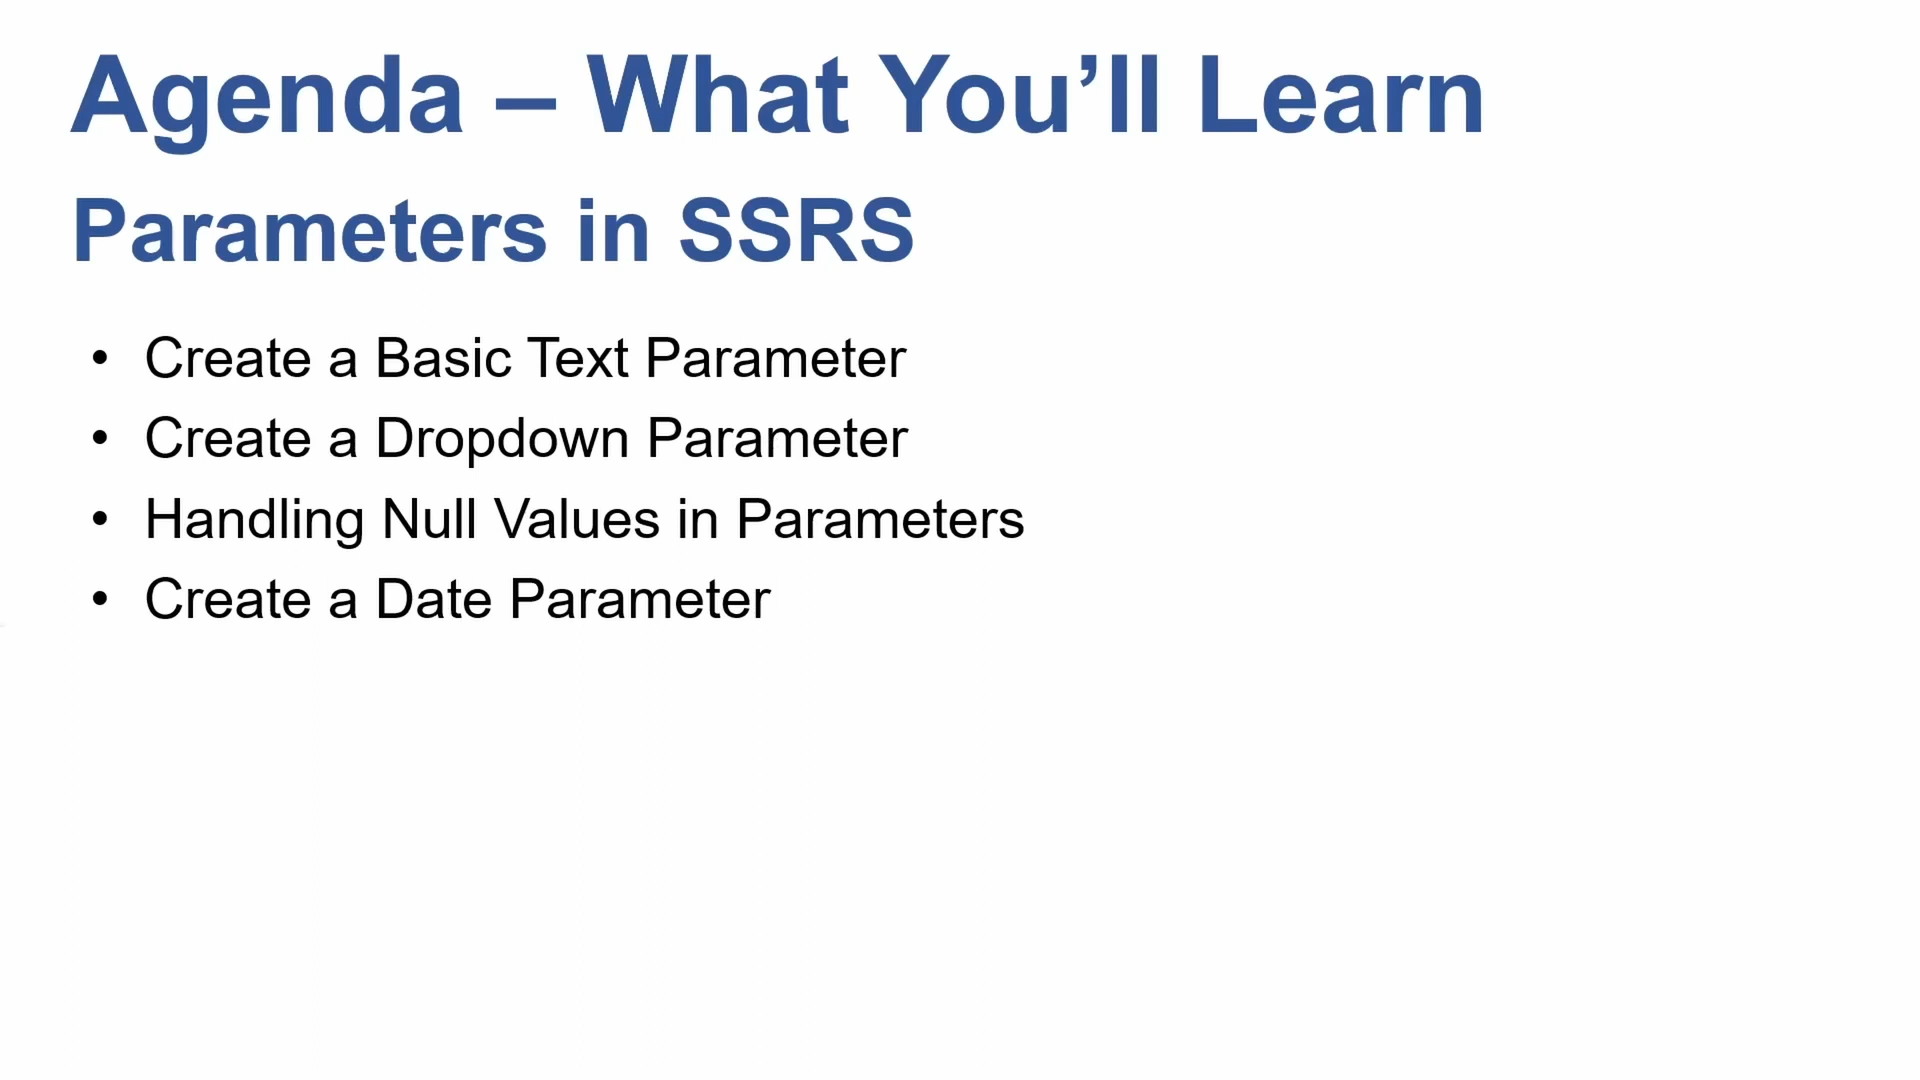 Agenda – What You’ll Learn
Parameters in SSRS
• Create a Basic Text Parameter
• Create a Dropdown Parameter
• Handling Null Values in Parameters
• Create a Date Parameter